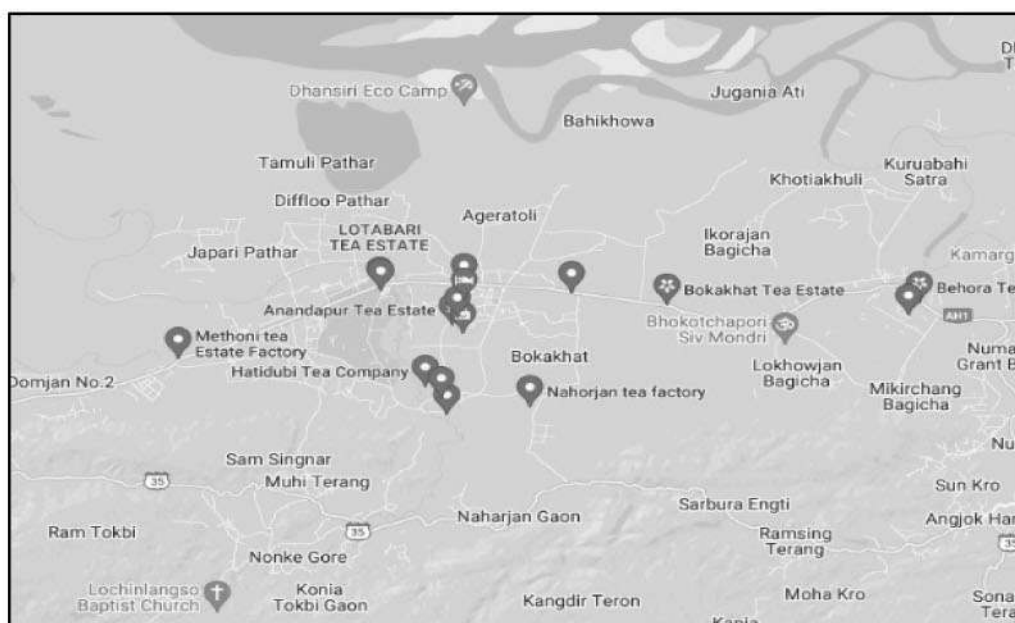 Dhansiri Eco Camp
Jugania Ati
Bahikhowa
Tamuli Pathar
Kuruabahi
Satra
Khotiakhuli
Diffloo Pathar
Ageratoli
LOTABARI
TEA ESTATE
Ikorajan
Bagicha
Japari Pathar
Kamarg
Bokakhat Tea Estate
Behora Te
Anandapur Tea Estate
AH1
Bhokotchapori
Siv Mondri
Methoni tea
Estate Factory
Bokakhat
Numa
Grant B
Lokhowjan
Bagicha
Domjan No.2
Hatidubi Tea Company
Nahorjan tea factory
Mikirchang
Bagicha
Nu
Sam Singnar
35
Muhi Terang
Sun Kro
Sarbura Engti
Naharjan Gaon
Angjok Har
Ram Tokbi
35
Ramsing
Terang
35
Nonke Gore
Lochinlangso
Baptist Church
Konia
Tokbi Gaon
Kangdir Teron
Moha Kro
Sona
Tera